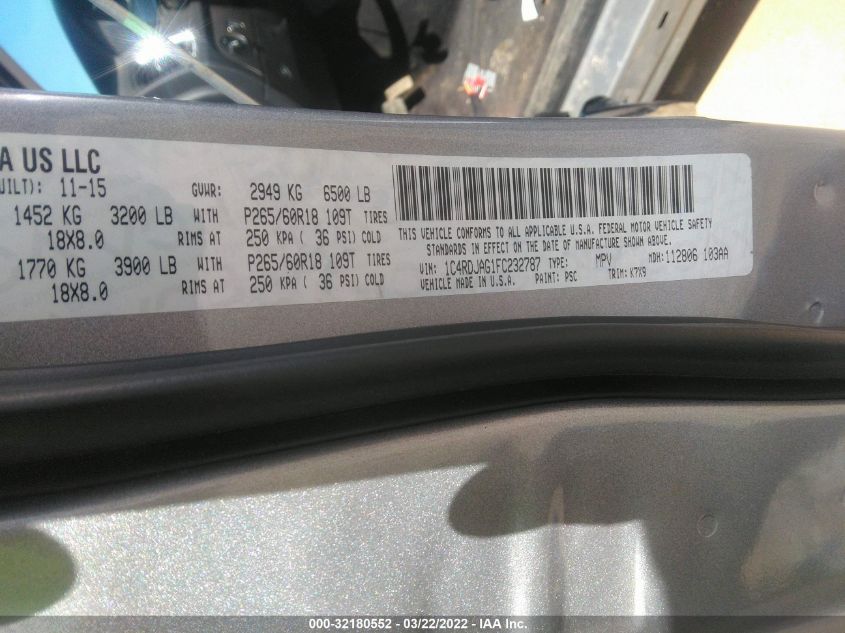 A US LLC
UILT): 11-15 GVWR: 2949 KG 6500 LB
1452 KG 3200 LB WITH P265/60R18 109T TIRES
18X8.0 RIMS AT 250 KPA ( 36 PSI) COLD
1770 KG 3900 LB WITH P265/60R18 109T TIRES
18X8.0 RIMS AT 250 KPA ( 36 PSI) COLD
THIS VEHICLE CONFORMS TO ALL APPLICABLE U.S.A. FEDERAL MOTOR VEHICLE SAFETY
STANDARDS IN EFFECT ON THE DATE OF MANUFACTURE SHOWN ABOVE.
VIN: 1C4RDJAG1FC232787 TYPE: MPV MDH: 112806 103AA
VEHICLE MADE IN U.S.A. PAINT: PSC TRIM: K7X9
000-32180552 - 03/22/2022 - IAA Inc.